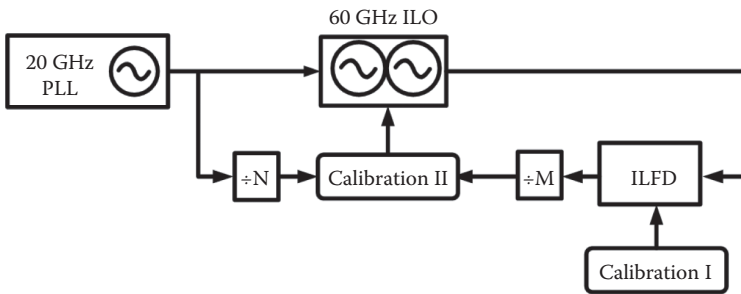 60 GHz ILO
20 GHz
PLL
÷N
Calibration II
÷M
ILFD
Calibration I